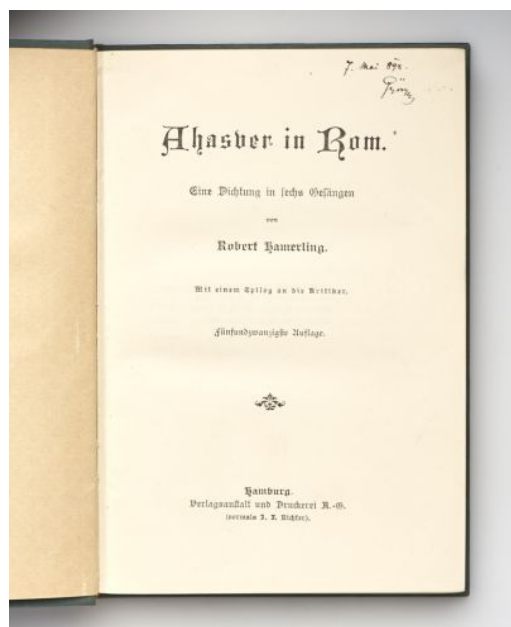 7. Mai 892.
Ahasver in Rom.
Eine Dichtung in sechs Gesängen
von
Robert Hamerling.
Mit einem Epilog an die Kritiker.
Fünfundzwanzigste Auflage.
Hamburg.
Verlagsanstalt und Druckerei A.-G.
(vormals J. F. Richter).